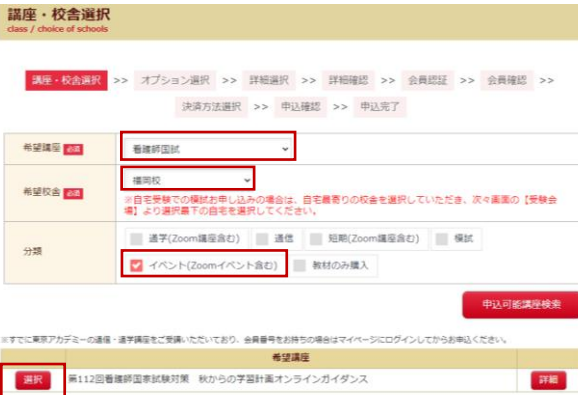 講座・校舎選択
class / choice of schools
講座・校舎選択 >> オプション選択 >> 詳細選択 >> 詳細確認 >> 会員認証 >> 会員確認 >>
決済方法選択 >> 申込確認 >> 申込完了
希望講座 必須 看護師国試
希望校舎 必須 福岡校
※自宅受験での模試お申し込みの場合は、自宅最寄りの校舎を選択していただき、次々画面の【受験会
場】より選択最下の自宅を選択してください。
分類 通学(Zoom講座含む) 通信 短期(Zoom講座含む) 模試
イベント(Zoomイベント含む) 教材のみ購入
申込可能講座検索
※すでに東京アカデミーの通信・通学講座をご受講いただいており、会員番号をお持ちの場合はマイページにログインしてからお申込ください。
希望講座
選択 第112回看護師国家試験対策 秋からの学習計画オンラインガイダンス 詳細